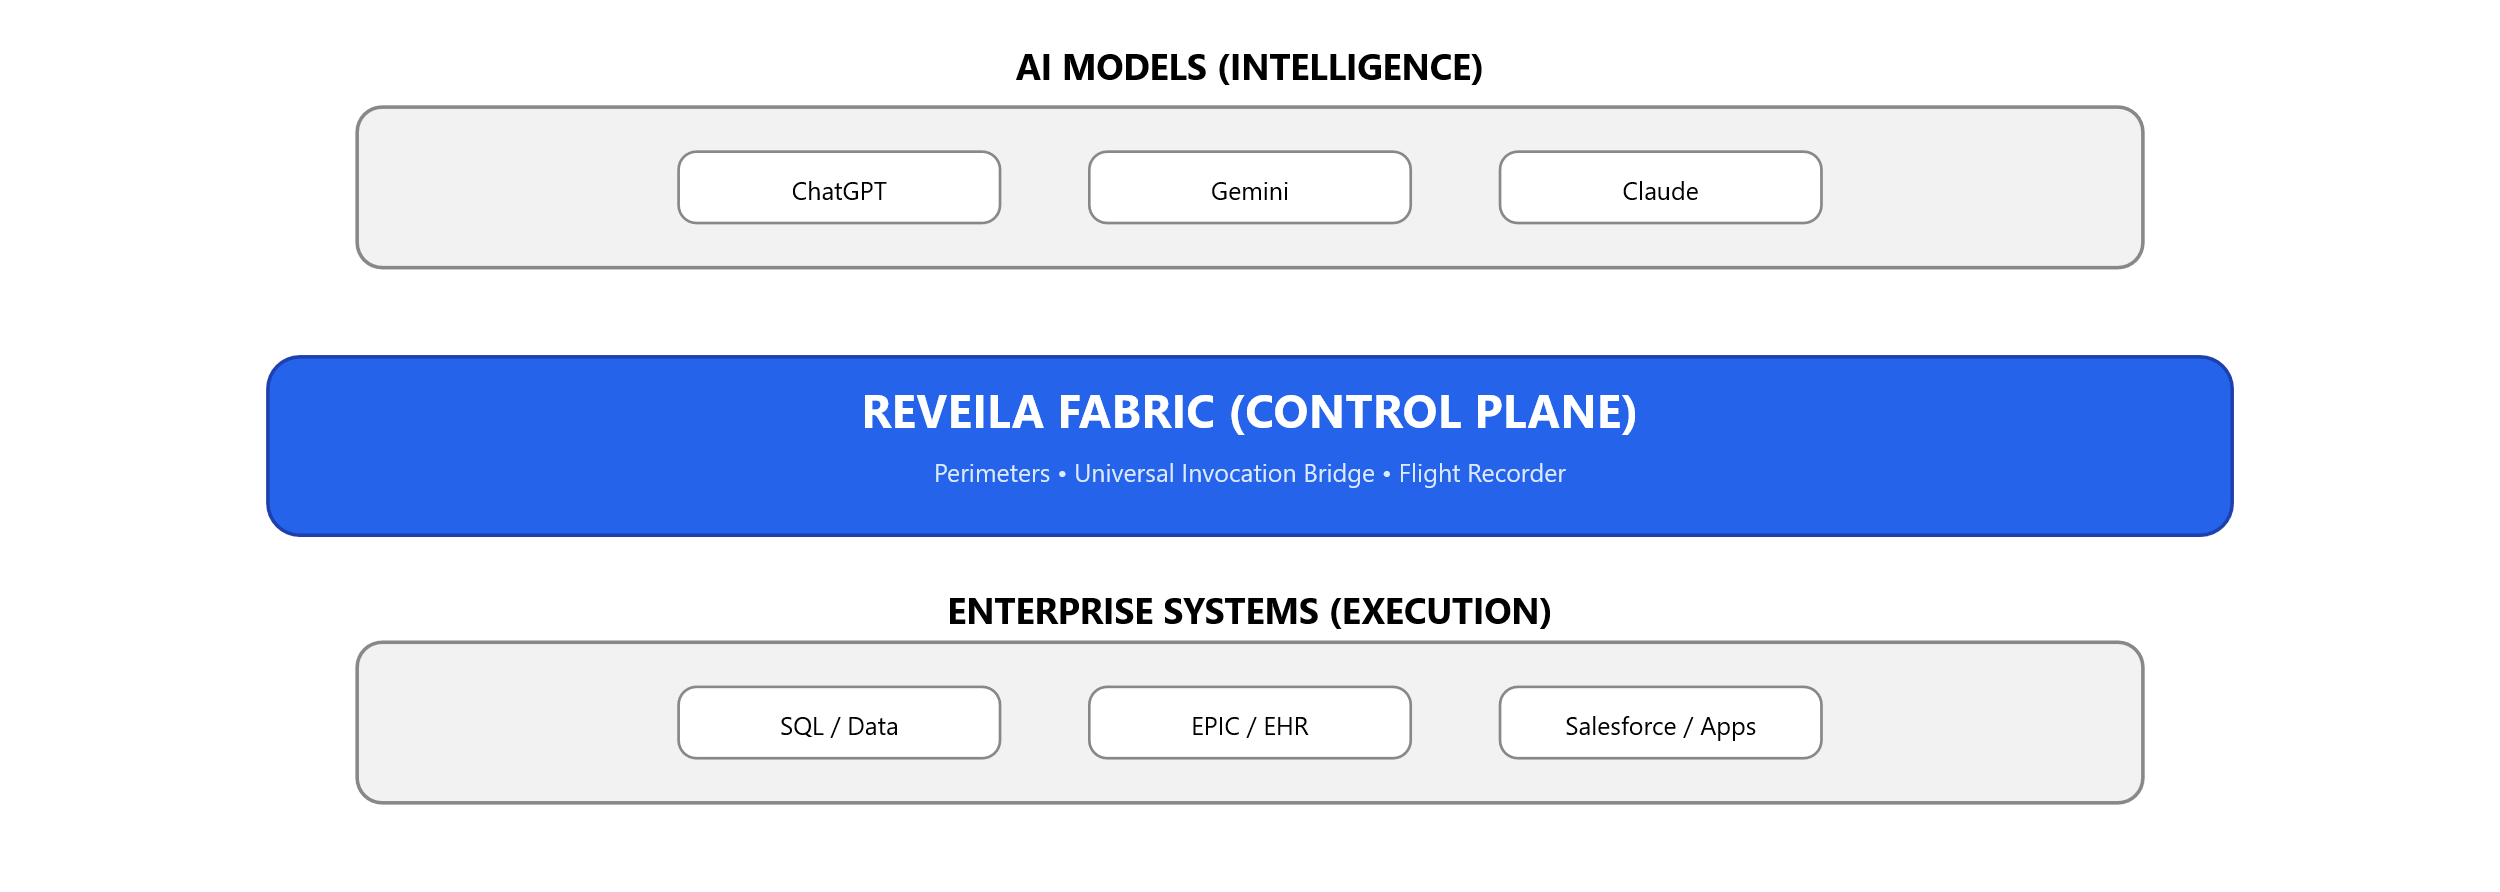 AI MODELS (INTELLIGENCE)
ChatGPT
Gemini
Claude
REVEILA FABRIC (CONTROL PLANE)
Perimeters • Universal Invocation Bridge • Flight Recorder
ENTERPRISE SYSTEMS (EXECUTION)
SQL / Data
EPIC / EHR
Salesforce / Apps